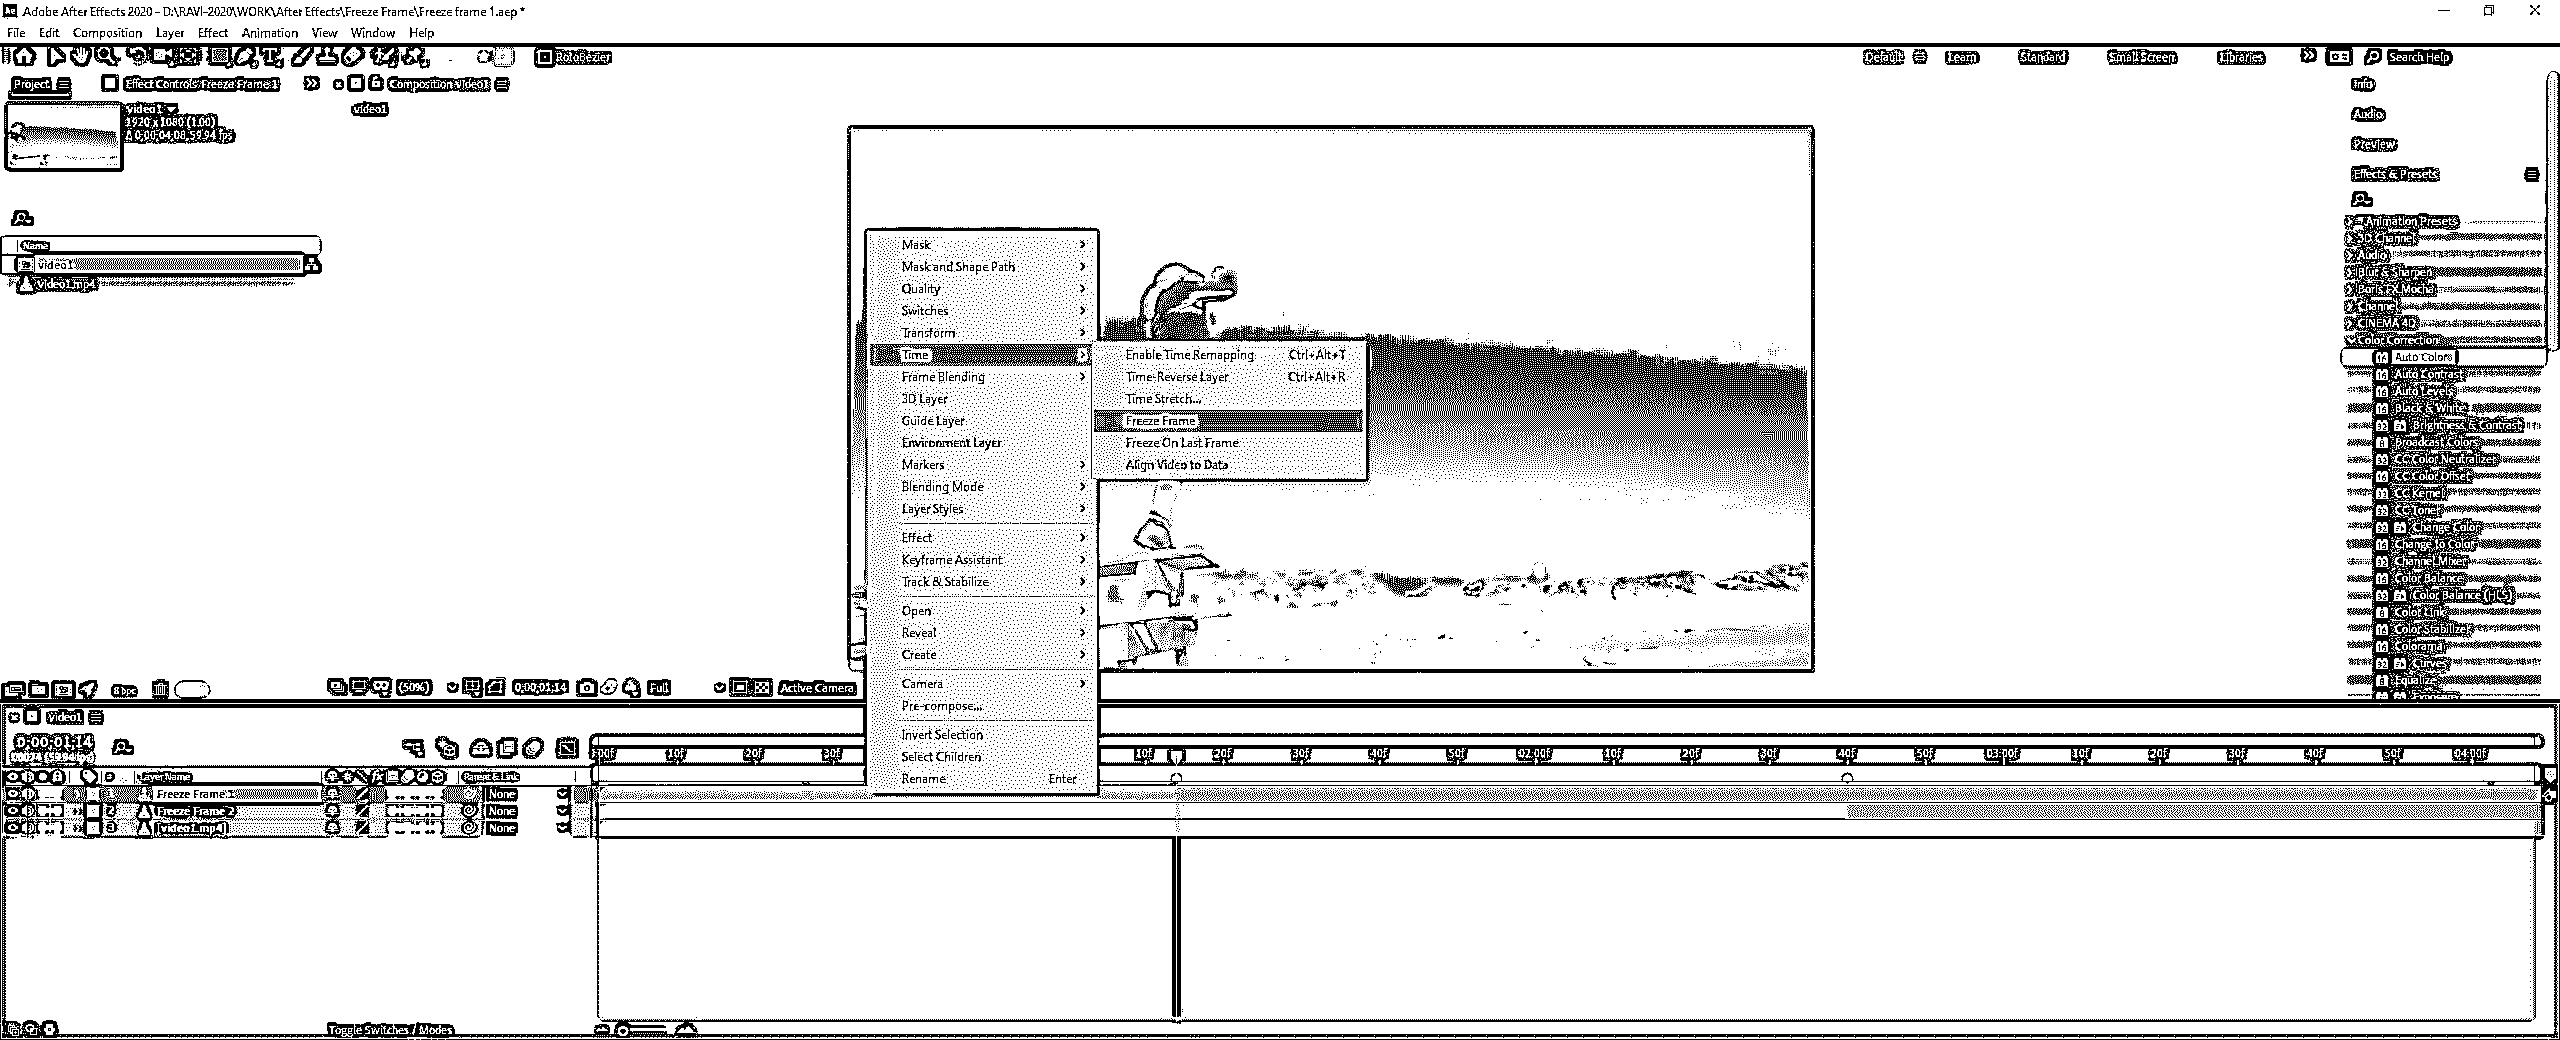 Adobe After Effects 2020 - D:\RAVI-2020\WORK\After Effects\Freeze Frame\Freeze frame 1.aep *
File Edit Composition Layer Effect Animation View Window Help
RotoBezier
Default Learn Standard Small Screen Libraries Search Help
Project Effect Controls Freeze Frame 1 Composition video1
video1
1920 x 1080 (1.00)
Δ 0;00;04;08, 59.94 fps
video1
Name
video1
video1.mp4
Mask
Mask and Shape Path
Quality
Switches
Transform
Time
Frame Blending
3D Layer
Guide Layer
Environment Layer
Markers
Blending Mode
Layer Styles
Effect
Keyframe Assistant
Track & Stabilize
Open
Reveal
Create
Camera
Pre-compose...
Invert Selection
Select Children
Rename Enter
Enable Time Remapping Ctrl+Alt+T
Time-Reverse Layer Ctrl+Alt+R
Time Stretch...
Freeze Frame
Freeze On Last Frame
Align Video to Data
Info
Audio
Preview
Effects & Presets
* Animation Presets
3D Channel
Audio
Blur & Sharpen
Boris FX Mocha
Channel
CINEMA 4D
Color Correction
Auto Colors
Auto Contrast
Auto Levels
Black & White
Brightness & Contrast
Broadcast Colors
CC Color Neutralizer
CC Color Offset
CC Kernel
CC Toner
Change Color
Change to Color
Channel Mixer
Color Balance
Color Balance (HLS)
Color Link
Color Stabilizer
Colorama
Curves
Equalize
8 bpc
(50%) 0;00;01;14 Full Active Camera
video1
0;00;01;14
Layer Name Parent & Link
1 Freeze Frame 1 None
2 Freeze Frame 2 None
3 [video1.mp4] None
:00f 10f 20f 30f 10f 20f 30f 40f 50f 02:00f 10f 20f 30f 40f 50f 03:00f 10f 20f 30f 40f 50f 04:00f
Toggle Switches / Modes